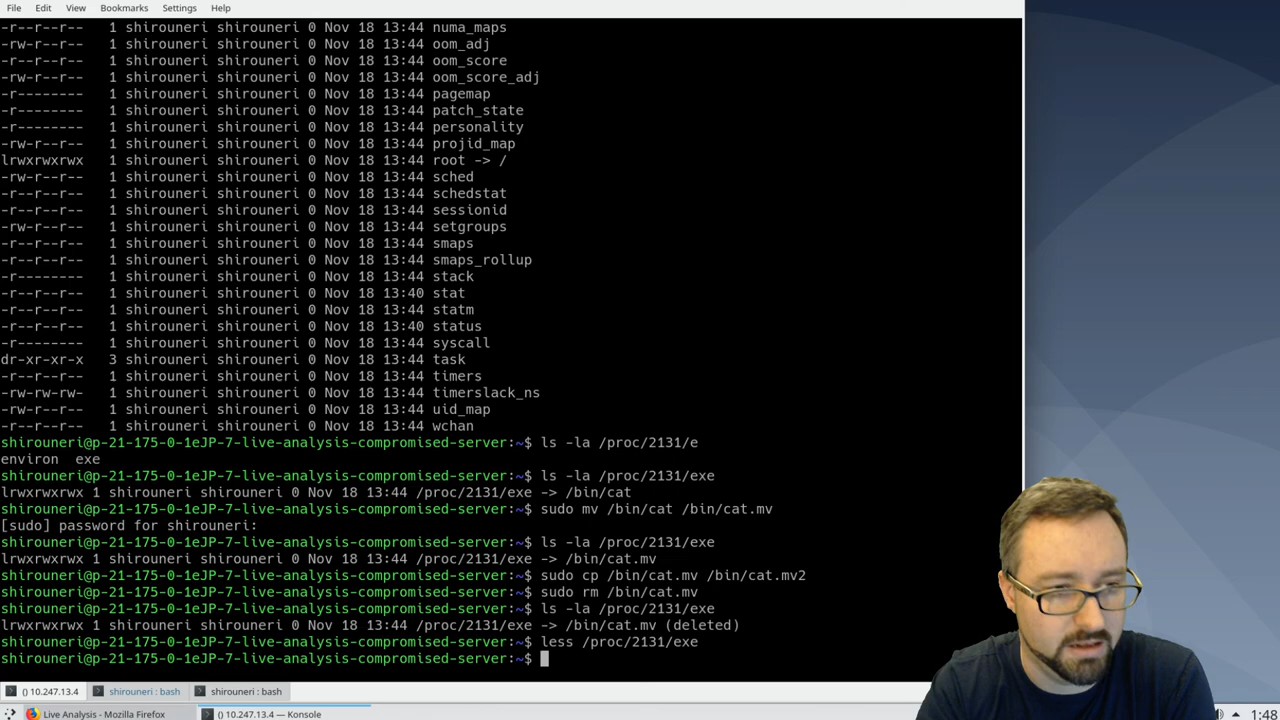 File Edit View Bookmarks Settings Help
-r--r--r-- 1 shirouneri shirouneri 0 Nov 18 13:44 numa_maps
-rw-r--r-- 1 shirouneri shirouneri 0 Nov 18 13:44 oom_adj
-r--r--r-- 1 shirouneri shirouneri 0 Nov 18 13:44 oom_score
-rw-r--r-- 1 shirouneri shirouneri 0 Nov 18 13:44 oom_score_adj
-r-------- 1 shirouneri shirouneri 0 Nov 18 13:44 pagemap
-r-------- 1 shirouneri shirouneri 0 Nov 18 13:44 patch_state
-r-------- 1 shirouneri shirouneri 0 Nov 18 13:44 personality
-rw-r--r-- 1 shirouneri shirouneri 0 Nov 18 13:44 projid_map
lrwxrwxrwx 1 shirouneri shirouneri 0 Nov 18 13:44 root -> /
-rw-r--r-- 1 shirouneri shirouneri 0 Nov 18 13:44 sched
-r--r--r-- 1 shirouneri shirouneri 0 Nov 18 13:44 schedstat
-r--r--r-- 1 shirouneri shirouneri 0 Nov 18 13:44 sessionid
-rw-r--r-- 1 shirouneri shirouneri 0 Nov 18 13:44 setgroups
-r--r--r-- 1 shirouneri shirouneri 0 Nov 18 13:44 smaps
-r--r--r-- 1 shirouneri shirouneri 0 Nov 18 13:44 smaps_rollup
-r-------- 1 shirouneri shirouneri 0 Nov 18 13:44 stack
-r--r--r-- 1 shirouneri shirouneri 0 Nov 18 13:40 stat
-r--r--r-- 1 shirouneri shirouneri 0 Nov 18 13:44 statm
-r--r--r-- 1 shirouneri shirouneri 0 Nov 18 13:40 status
-r-------- 1 shirouneri shirouneri 0 Nov 18 13:44 syscall
dr-xr-xr-x 3 shirouneri shirouneri 0 Nov 18 13:44 task
-r--r--r-- 1 shirouneri shirouneri 0 Nov 18 13:44 timers
-rw-rw-rw- 1 shirouneri shirouneri 0 Nov 18 13:44 timerslack_ns
-rw-r--r-- 1 shirouneri shirouneri 0 Nov 18 13:44 uid_map
-r--r--r-- 1 shirouneri shirouneri 0 Nov 18 13:44 wchan
shirouneri@p-21-175-0-1eJP-7-live-analysis-compromised-server:~$ ls -la /proc/2131/e
environ exe
shirouneri@p-21-175-0-1eJP-7-live-analysis-compromised-server:~$ ls -la /proc/2131/exe
lrwxrwxrwx 1 shirouneri shirouneri 0 Nov 18 13:44 /proc/2131/exe -> /bin/cat
shirouneri@p-21-175-0-1eJP-7-live-analysis-compromised-server:~$ sudo mv /bin/cat /bin/cat.mv
[sudo] password for shirouneri:
shirouneri@p-21-175-0-1eJP-7-live-analysis-compromised-server:~$ ls -la /proc/2131/exe
lrwxrwxrwx 1 shirouneri shirouneri 0 Nov 18 13:44 /proc/2131/exe -> /bin/cat.mv
shirouneri@p-21-175-0-1eJP-7-live-analysis-compromised-server:~$ sudo cp /bin/cat.mv /bin/cat.mv2
shirouneri@p-21-175-0-1eJP-7-live-analysis-compromised-server:~$ sudo rm /bin/cat.mv
shirouneri@p-21-175-0-1eJP-7-live-analysis-compromised-server:~$ ls -la /proc/2131/exe
lrwxrwxrwx 1 shirouneri shirouneri 0 Nov 18 13:44 /proc/2131/exe -> /bin/cat.mv (deleted)
shirouneri@p-21-175-0-1eJP-7-live-analysis-compromised-server:~$ less /proc/2131/exe
shirouneri@p-21-175-0-1eJP-7-live-analysis-compromised-server:~$
() 10.247.13.4 shirouneri : bash shirouneri : bash
Live Analysis - Mozilla Firefox () 10.247.13.4 — Konsole 1:48